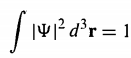 ∫ |Ψ|² d³𝐫 = 1